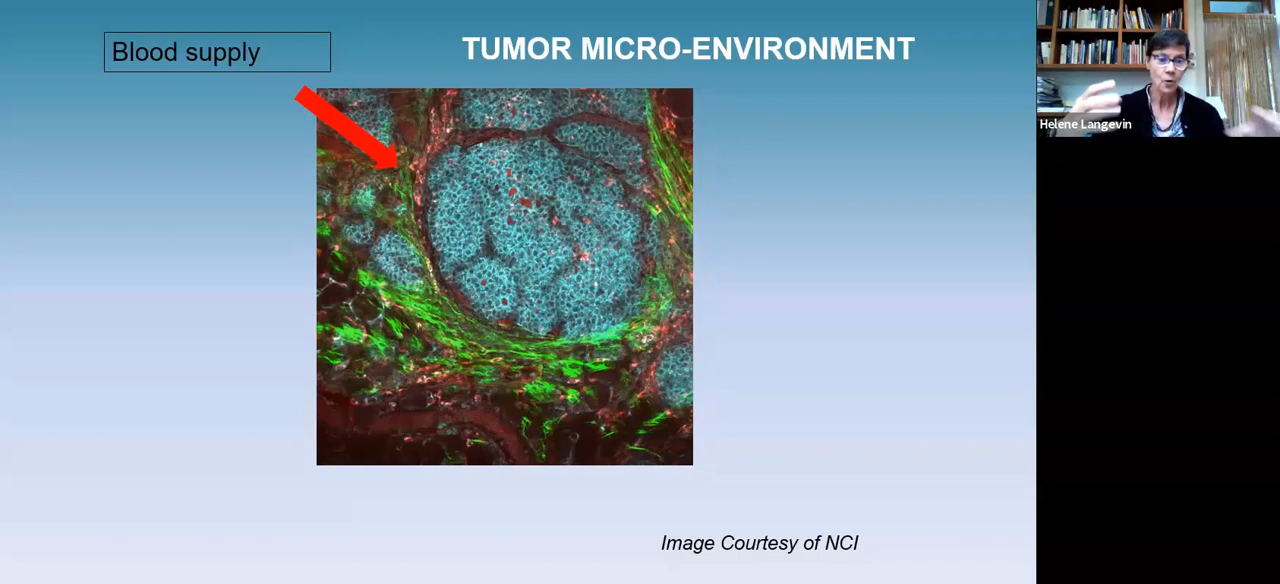 Blood supply
TUMOR MICRO-ENVIRONMENT
Helene Langevin
Image Courtesy of NCI